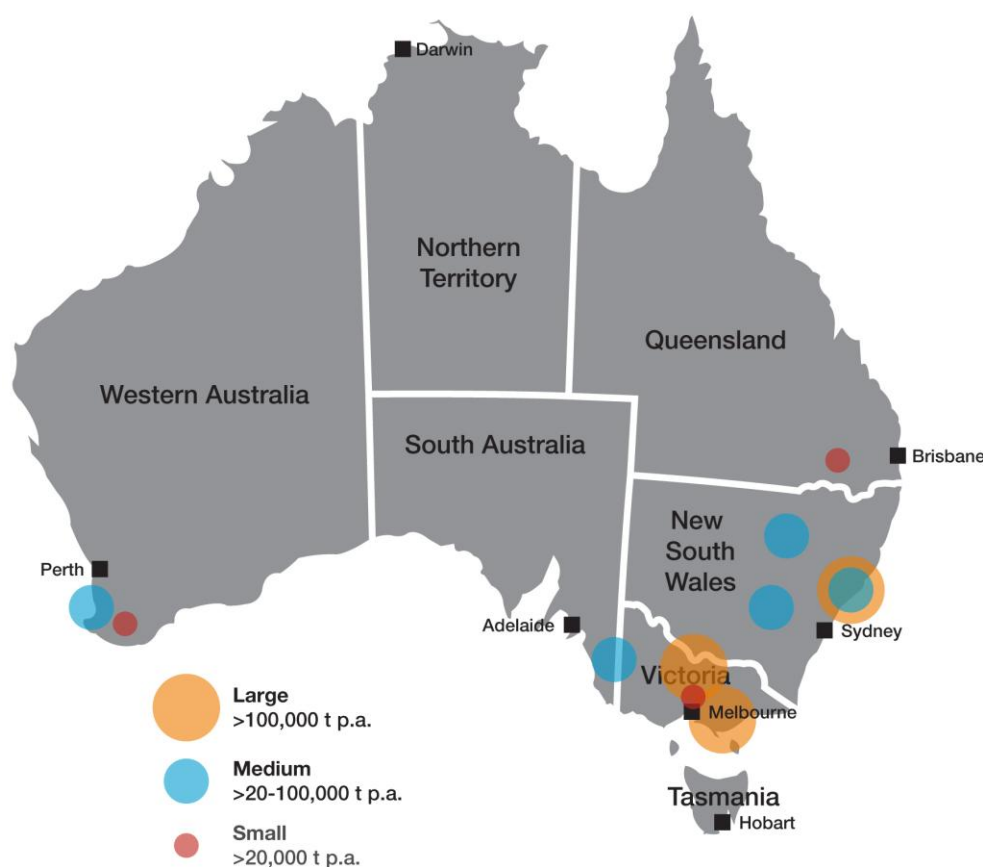 Darwin
Northern
Territory
Queensland
Western Australia
South Australia
Brisbane
New
South
Wales
Perth
Adelaide
Sydney
Victoria
Large
>100,000 t p.a.
Melbourne
Medium
>20-100,000 t p.a.
Tasmania
Hobart
Small
>20,000 t p.a.